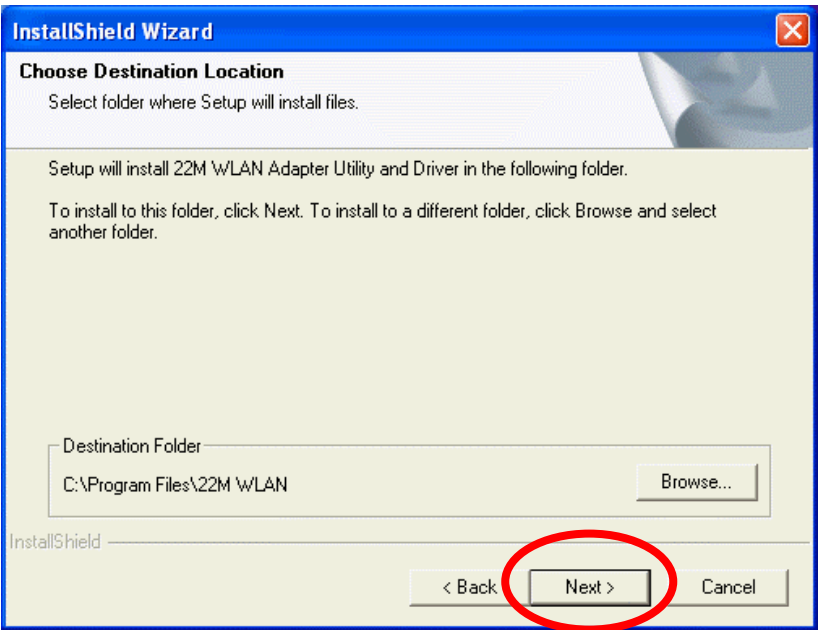 InstallShield Wizard
Choose Destination Location
Select folder where Setup will install files.
Setup will install 22M WLAN Adapter Utility and Driver in the following folder.
To install to this folder, click Next. To install to a different folder, click Browse and select
another folder.
Destination Folder
C:\Program Files\22M WLAN
Browse...
InstallShield
< Back
Next >
Cancel